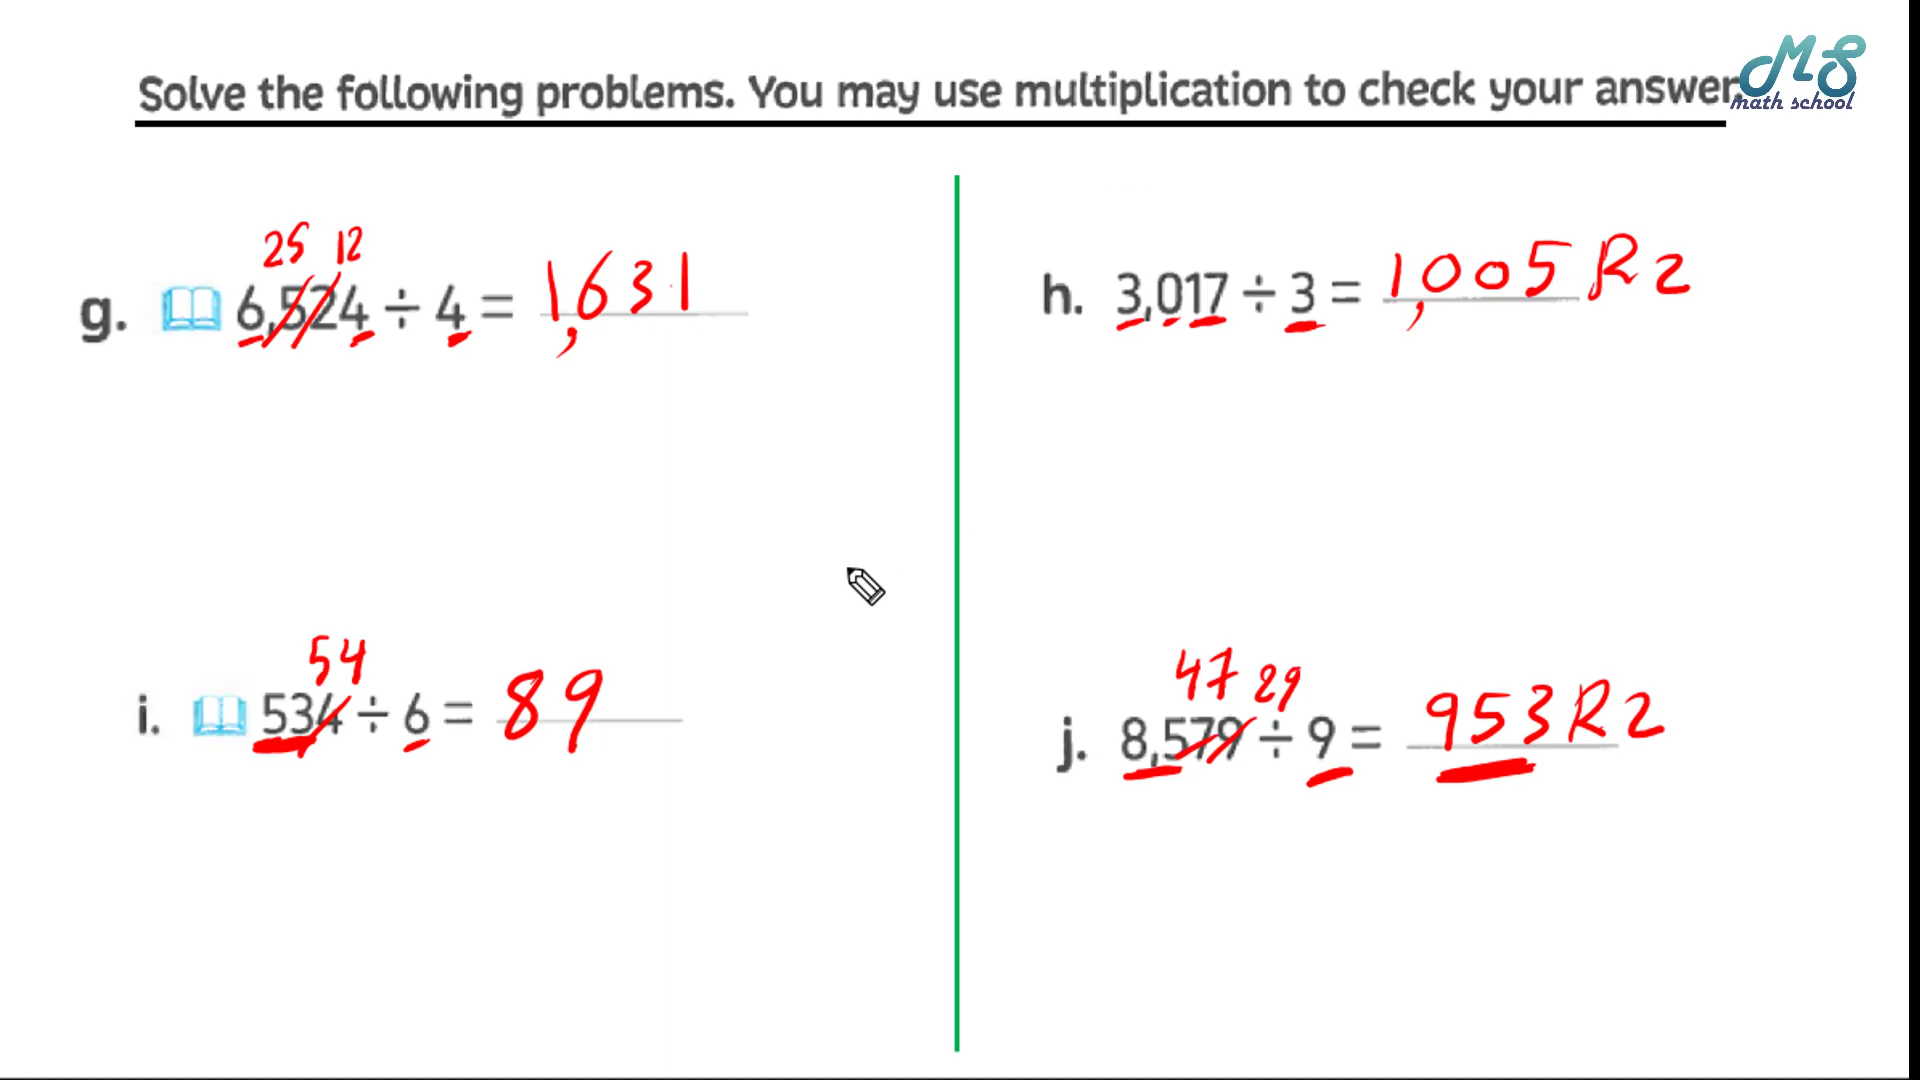 Solve the following problems. You may use multiplication to check your answer.
MS
math school
25 12
g. 6,524 ÷ 4 = 1,631
h. 3,017 ÷ 3 = 1,005 R2
54
i. 534 ÷ 6 = 89
47 29
j. 8,579 ÷ 9 = 953 R2